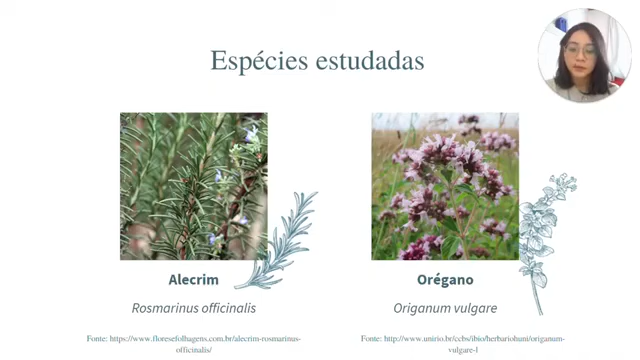 Espécies estudadas
Alecrim
Rosmarinus officinalis
Fonte: https://www.floresefolhagens.com.br/alecrim-rosmarinus-
officinalis/
Orégano
Origanum vulgare
Fonte: http://www.unirio.br/ccbs/ibio/herbariohuni/origanum-
vulgare-l